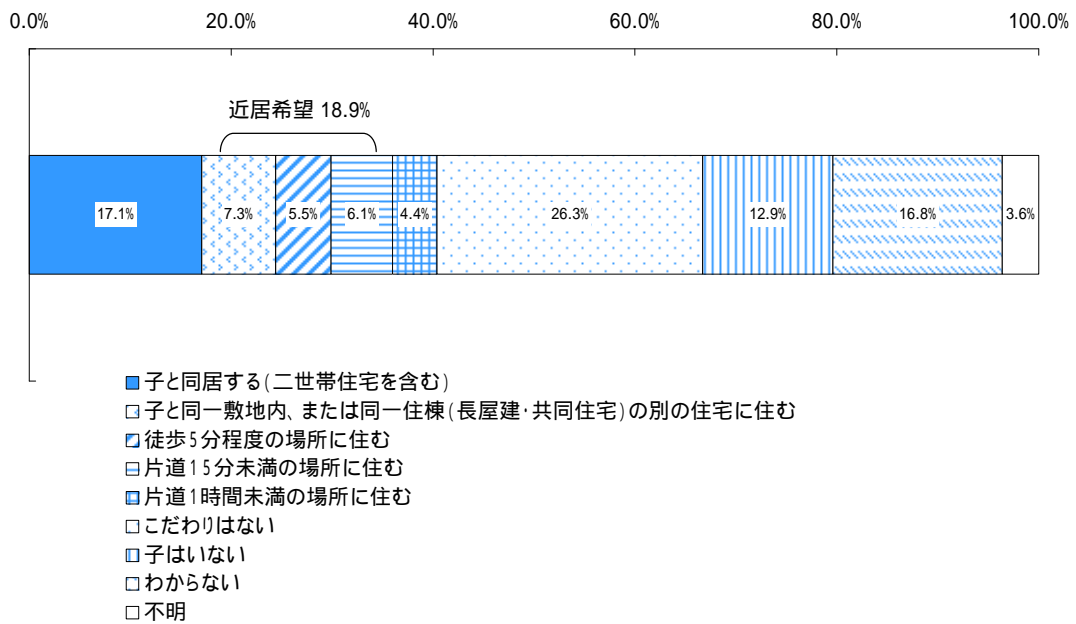 0.0% 20.0% 40.0% 60.0% 80.0% 100.0%
近居希望 18.9%
17.1% 7.3% 5.5% 6.1% 4.4% 26.3% 12.9% 16.8% 3.6%
子と同居する(二世帯住宅を含む)
子と同一敷地内、または同一住棟(長屋建・共同住宅)の別の住宅に住む
徒歩5分程度の場所に住む
片道15分未満の場所に住む
片道1時間未満の場所に住む
こだわりはない
子はいない
わからない
不明